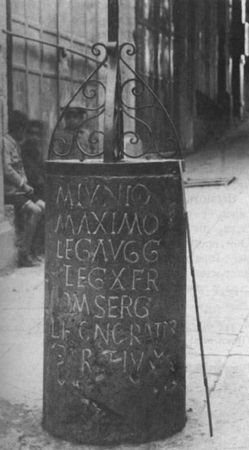 M IVNIO
MAXIMO
LEG AVGG
LEG X FR
OM SERG